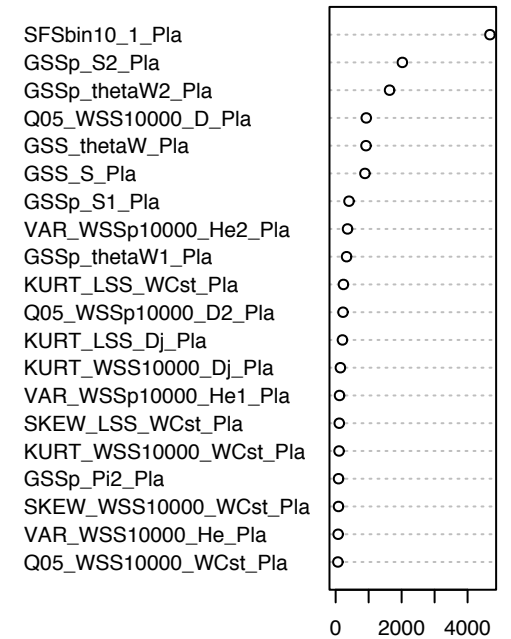 SFSbin10_1_Pla
GSSp_S2_Pla
GSSp_thetaW2_Pla
Q05_WSS10000_D_Pla
GSS_thetaW_Pla
GSS_S_Pla
GSSp_S1_Pla
VAR_WSSp10000_He2_Pla
GSSp_thetaW1_Pla
KURT_LSS_WCst_Pla
Q05_WSSp10000_D2_Pla
KURT_LSS_Dj_Pla
KURT_WSS10000_Dj_Pla
VAR_WSSp10000_He1_Pla
SKEW_LSS_WCst_Pla
KURT_WSS10000_WCst_Pla
GSSp_Pi2_Pla
SKEW_WSS10000_WCst_Pla
VAR_WSS10000_He_Pla
Q05_WSS10000_WCst_Pla
0 2000 4000